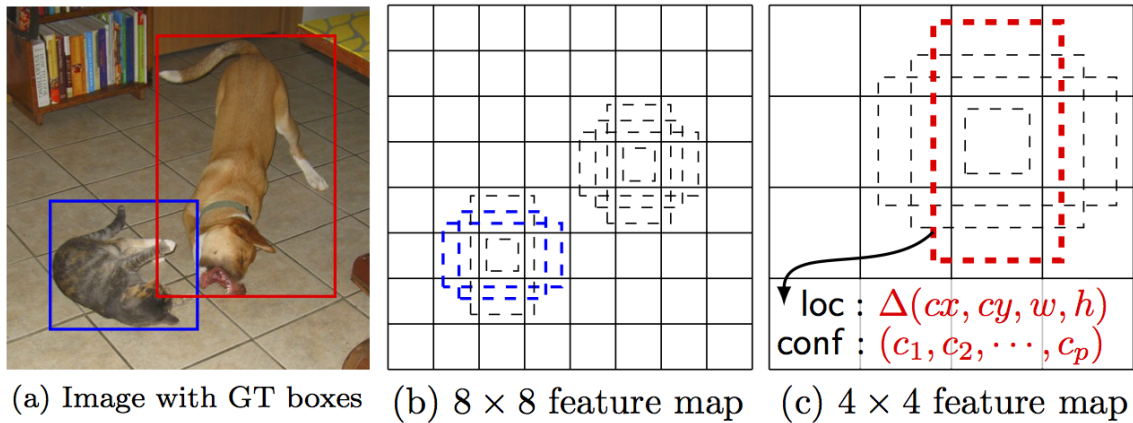 loc : Δ(cx, cy, w, h)
conf : (c₁, c₂, ⋯, cₚ)
(a) Image with GT boxes
(b) 8 × 8 feature map
(c) 4 × 4 feature map